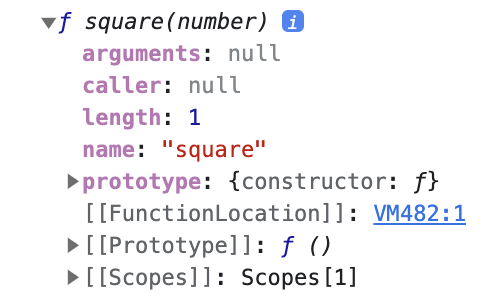 ▼ƒ square(number) i
arguments: null
caller: null
length: 1
name: "square"
▶prototype: {constructor: ƒ}
[[FunctionLocation]]: VM482:1
▶[[Prototype]]: ƒ ()
▶[[Scopes]]: Scopes[1]